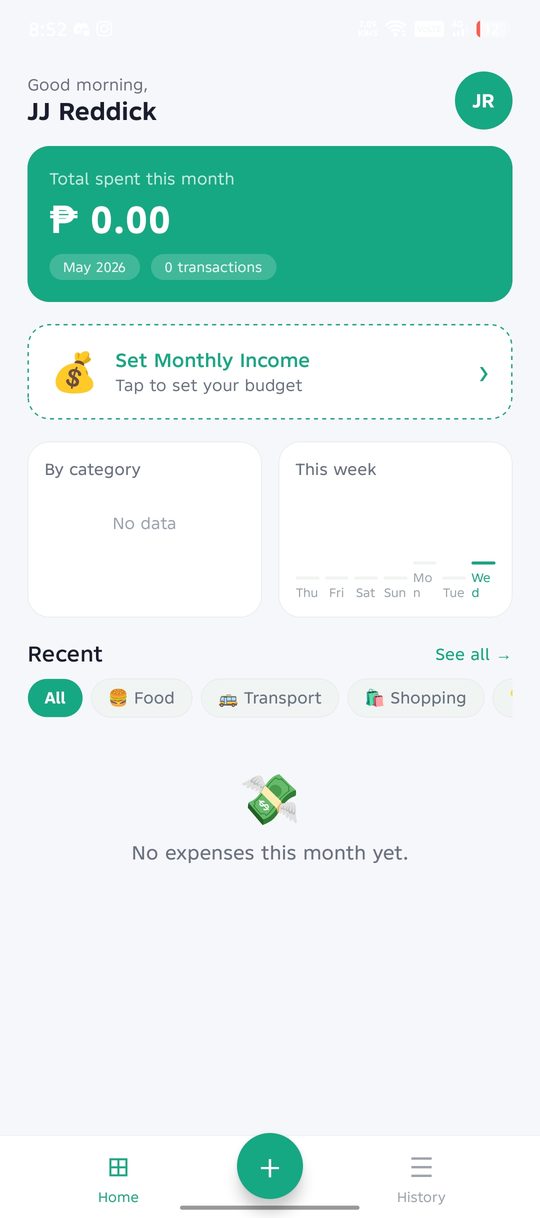 8:52
Good morning,
JJ Reddick
JR
Total spent this month
₱ 0.00
May 2026
0 transactions
Set Monthly Income
Tap to set your budget
›
By category
No data
This week
Thu Fri Sat Sun Mo
n Tue We
d
Recent
See all →
All
Food
Transport
Shopping
No expenses this month yet.
+
Home
History